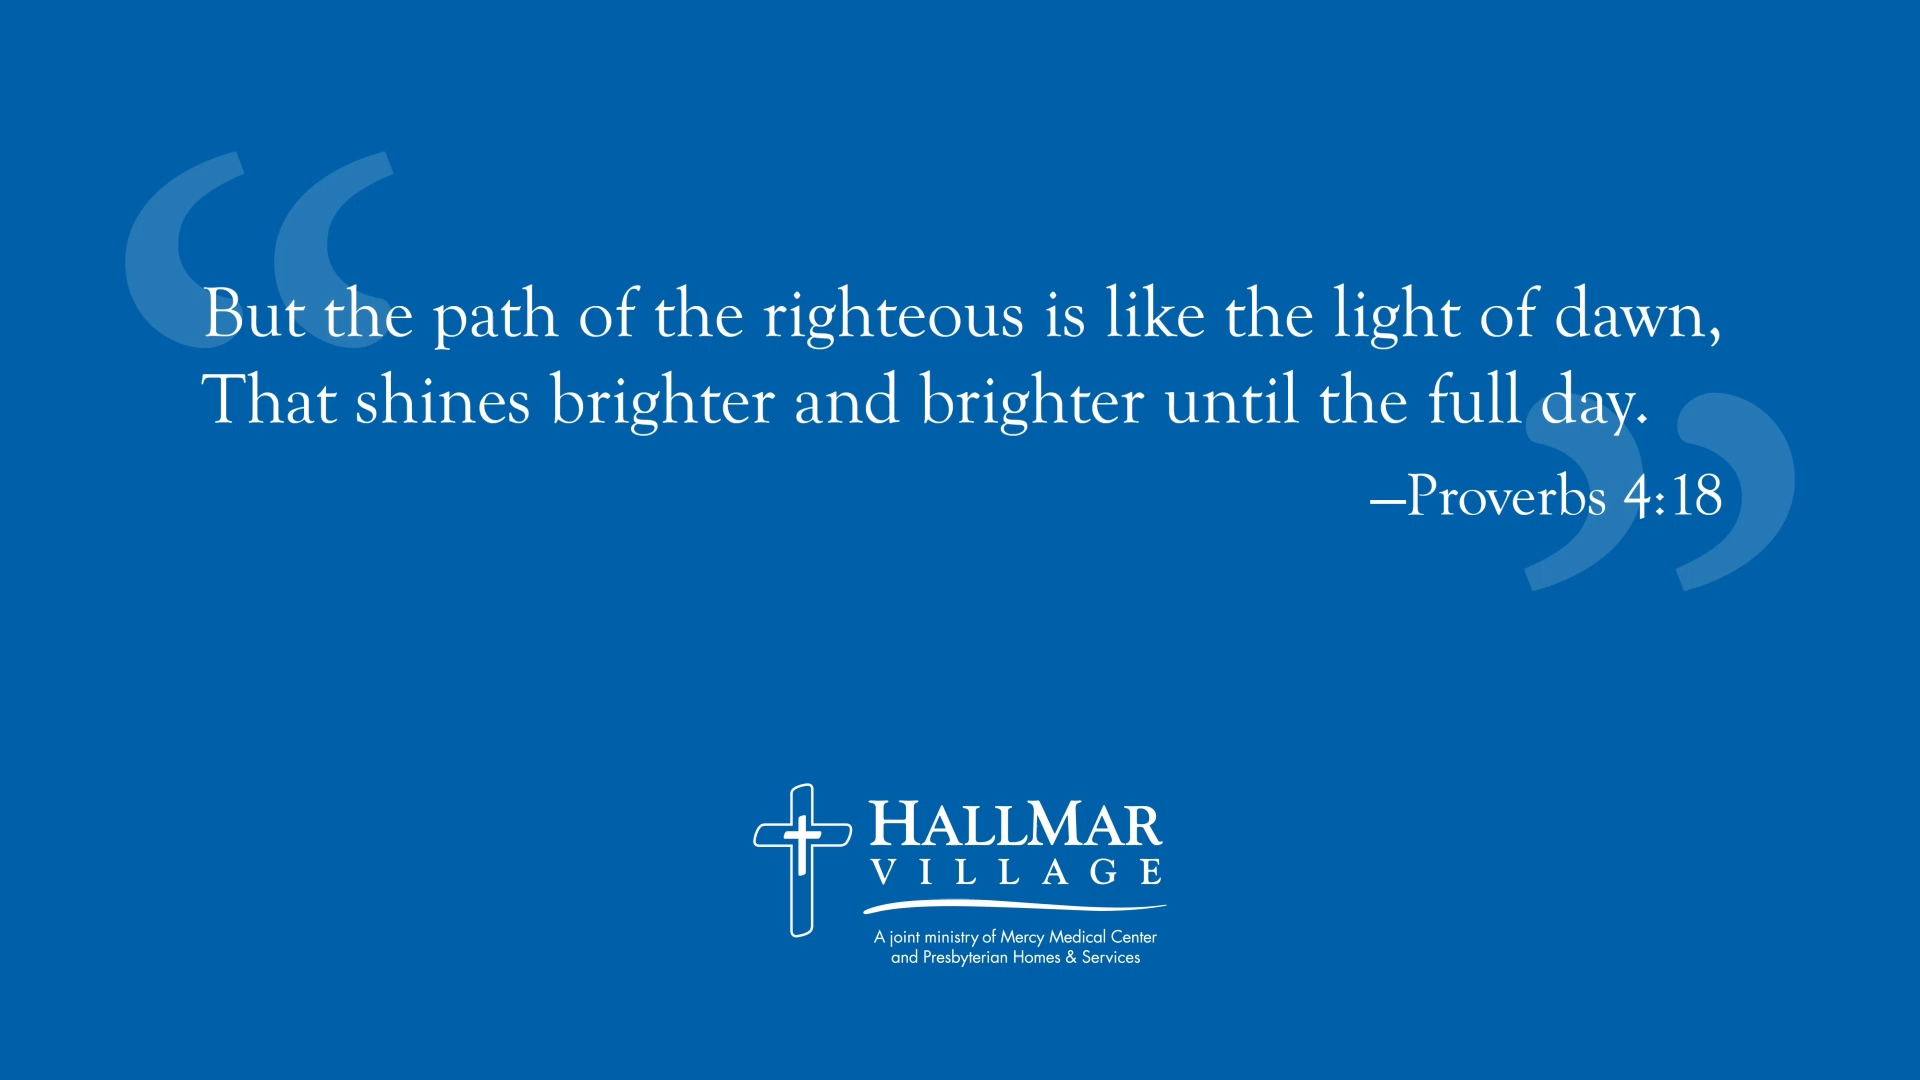 But the path of the righteous is like the light of dawn,
That shines brighter and brighter until the full day.
—Proverbs 4:18
HALLMAR
VILLAGE
A joint ministry of Mercy Medical Center
and Presbyterian Homes & Services